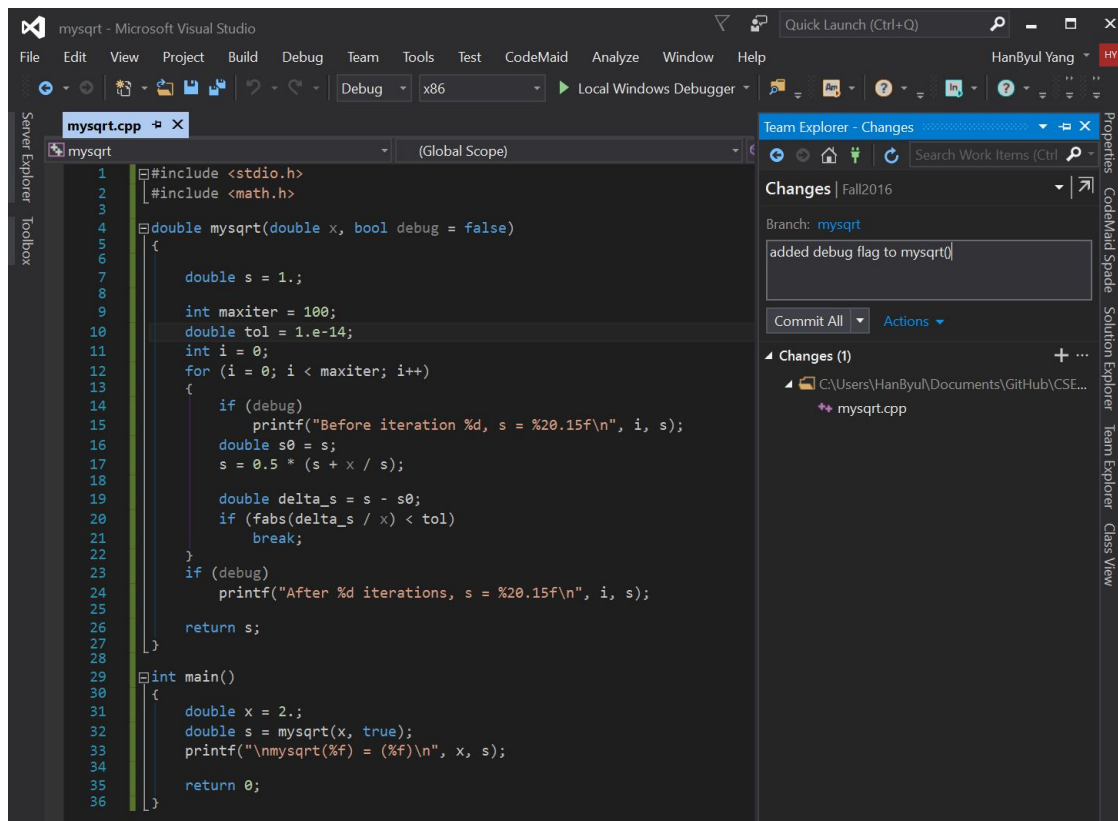 mysqrt - Microsoft Visual Studio
Quick Launch (Ctrl+Q)
File Edit View Project Build Debug Team Tools Test CodeMaid Analyze Window Help
HanByul Yang HY
Debug x86 Local Windows Debugger
Am
In
Server Explorer
Toolbox
mysqrt.cpp
mysqrt (Global Scope)
1 #include <stdio.h>
2 #include <math.h>
3
4 double mysqrt(double x, bool debug = false)
5 {
6
7 double s = 1.;
8
9 int maxiter = 100;
10 double tol = 1.e-14;
11 int i = 0;
12 for (i = 0; i < maxiter; i++)
13 {
14 if (debug)
15 printf("Before iteration %d, s = %20.15f\n", i, s);
16 double s0 = s;
17 s = 0.5 * (s + x / s);
18
19 double delta_s = s - s0;
20 if (fabs(delta_s / x) < tol)
21 break;
22 }
23 if (debug)
24 printf("After %d iterations, s = %20.15f\n", i, s);
25
26 return s;
27 }
28
29 int main()
30 {
31 double x = 2.;
32 double s = mysqrt(x, true);
33 printf("\nmysqrt(%f) = (%f)\n", x, s);
34
35 return 0;
36 }
Team Explorer - Changes
Search Work Items (Ctrl
Changes | Fall2016
Branch: mysqrt
added debug flag to mysqrt()
Commit All Actions
Changes (1)
C:\Users\HanByul\Documents\GitHub\CSE...
mysqrt.cpp
Properties
CodeMaid Spade
Solution Explorer
Team Explorer
Class View